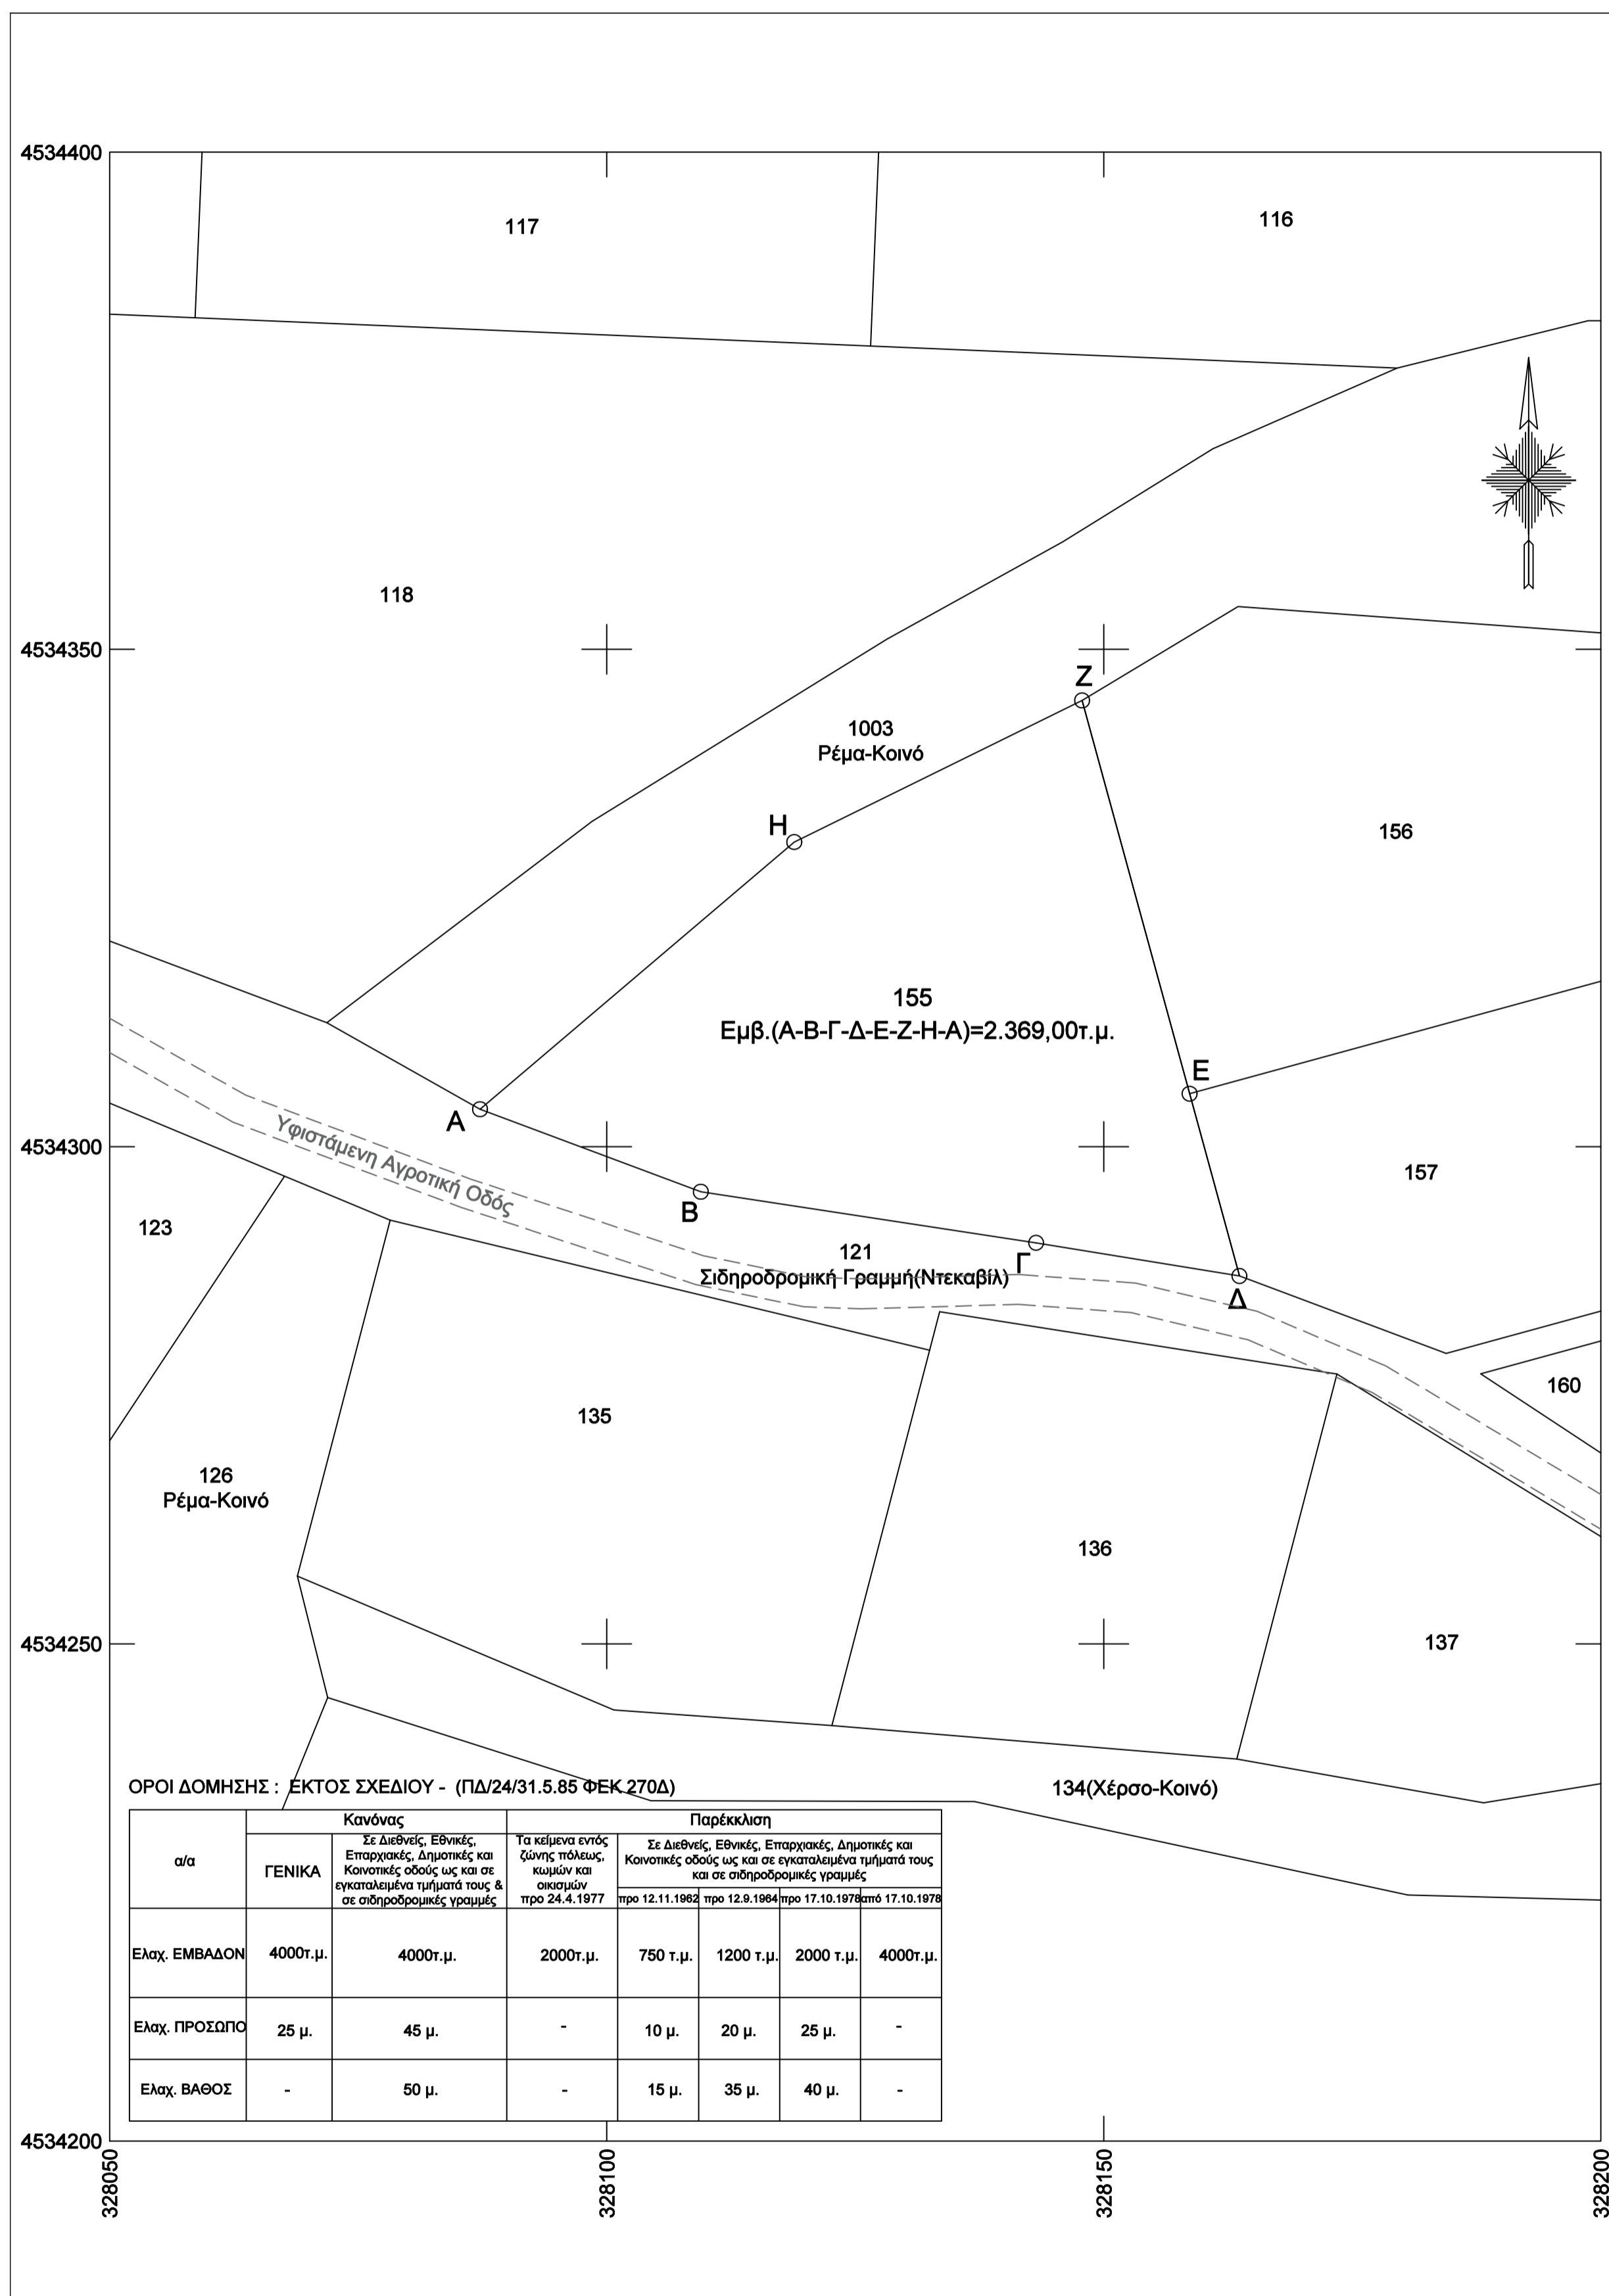 4534400
117
116
118
4534350
Ζ
1003
Ρέμα-Κοινό
Η
156
155
Εμβ.(Α-Β-Γ-Δ-Ε-Ζ-Η-Α)=2.369,00τ.μ.
Ε
Α
Υφιστάμενη Αγροτική Οδός
4534300
157
Β
123
121
Σιδηροδρομική Γραμμή(Ντεκαβίλ)
Γ
Δ
160
135
126
Ρέμα-Κοινό
136
4534250
137
ΟΡΟΙ ΔΟΜΗΣΗΣ : ΕΚΤΟΣ ΣΧΕΔΙΟΥ - (ΠΔ/24/31.5.85 ΦΕΚ 270Δ)
134(Χέρσο-Κοινό)
α/α
Κανόνας
Παρέκκλιση
ΓΕΝΙΚΑ
Σε Διεθνείς, Εθνικές,
Επαρχιακές, Δημοτικές και
Κοινοτικές οδούς ως και σε
εγκαταλειμένα τμήματά τους &
σε σιδηροδρομικές γραμμές
Τα κείμενα εντός
ζώνης πόλεως,
κωμών και
οικισμών
προ 24.4.1977
Σε Διεθνείς, Εθνικές, Επαρχιακές, Δημοτικές και
Κοινοτικές οδούς ως και σε εγκαταλειμένα τμήματά τους
και σε σιδηροδρομικές γραμμές
προ 12.11.1962 προ 12.9.1964 προ 17.10.1978 από 17.10.1978
Ελαχ. ΕΜΒΑΔΟΝ 4000τ.μ. 4000τ.μ. 2000τ.μ. 750 τ.μ. 1200 τ.μ. 2000 τ.μ. 4000τ.μ.
Ελαχ. ΠΡΟΣΩΠΟ 25 μ. 45 μ. - 10 μ. 20 μ. 25 μ. -
Ελαχ. ΒΑΘΟΣ - 50 μ. - 15 μ. 35 μ. 40 μ. -
4534200
328050
328100
328150
328200